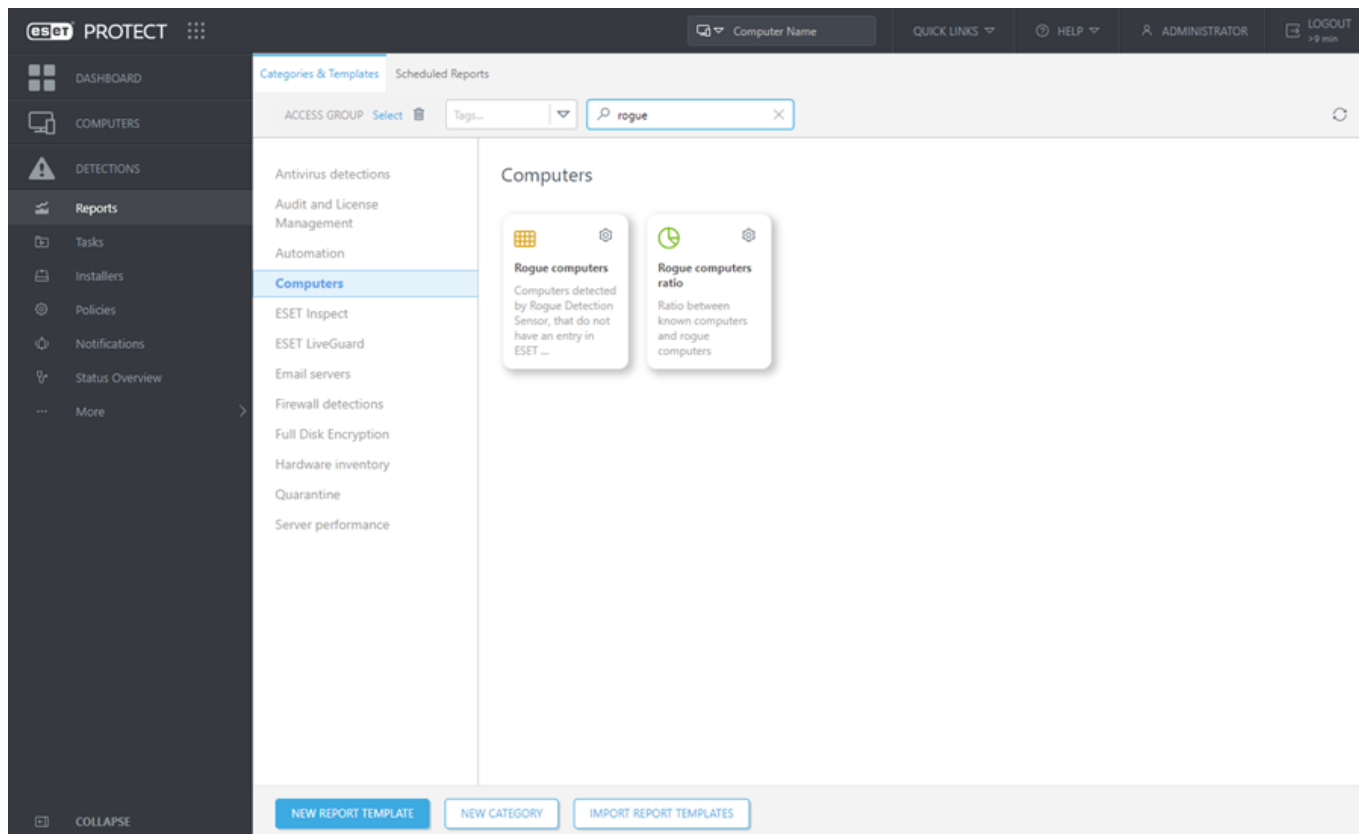 eset PROTECT
Computer Name
QUICK LINKS
HELP
ADMINISTRATOR
LOGOUT
>9 min
DASHBOARD
COMPUTERS
DETECTIONS
Reports
Tasks
Installers
Policies
Notifications
Status Overview
More
COLLAPSE
Categories & Templates
Scheduled Reports
ACCESS GROUP Select
Tags...
rogue
Antivirus detections
Audit and License
Management
Automation
Computers
ESET Inspect
ESET LiveGuard
Email servers
Firewall detections
Full Disk Encryption
Hardware inventory
Quarantine
Server performance
Computers
Rogue computers
Computers detected
by Rogue Detection
Sensor, that do not
have an entry in
ESET ...
Rogue computers
ratio
Ratio between
known computers
and rogue
computers
NEW REPORT TEMPLATE
NEW CATEGORY
IMPORT REPORT TEMPLATES